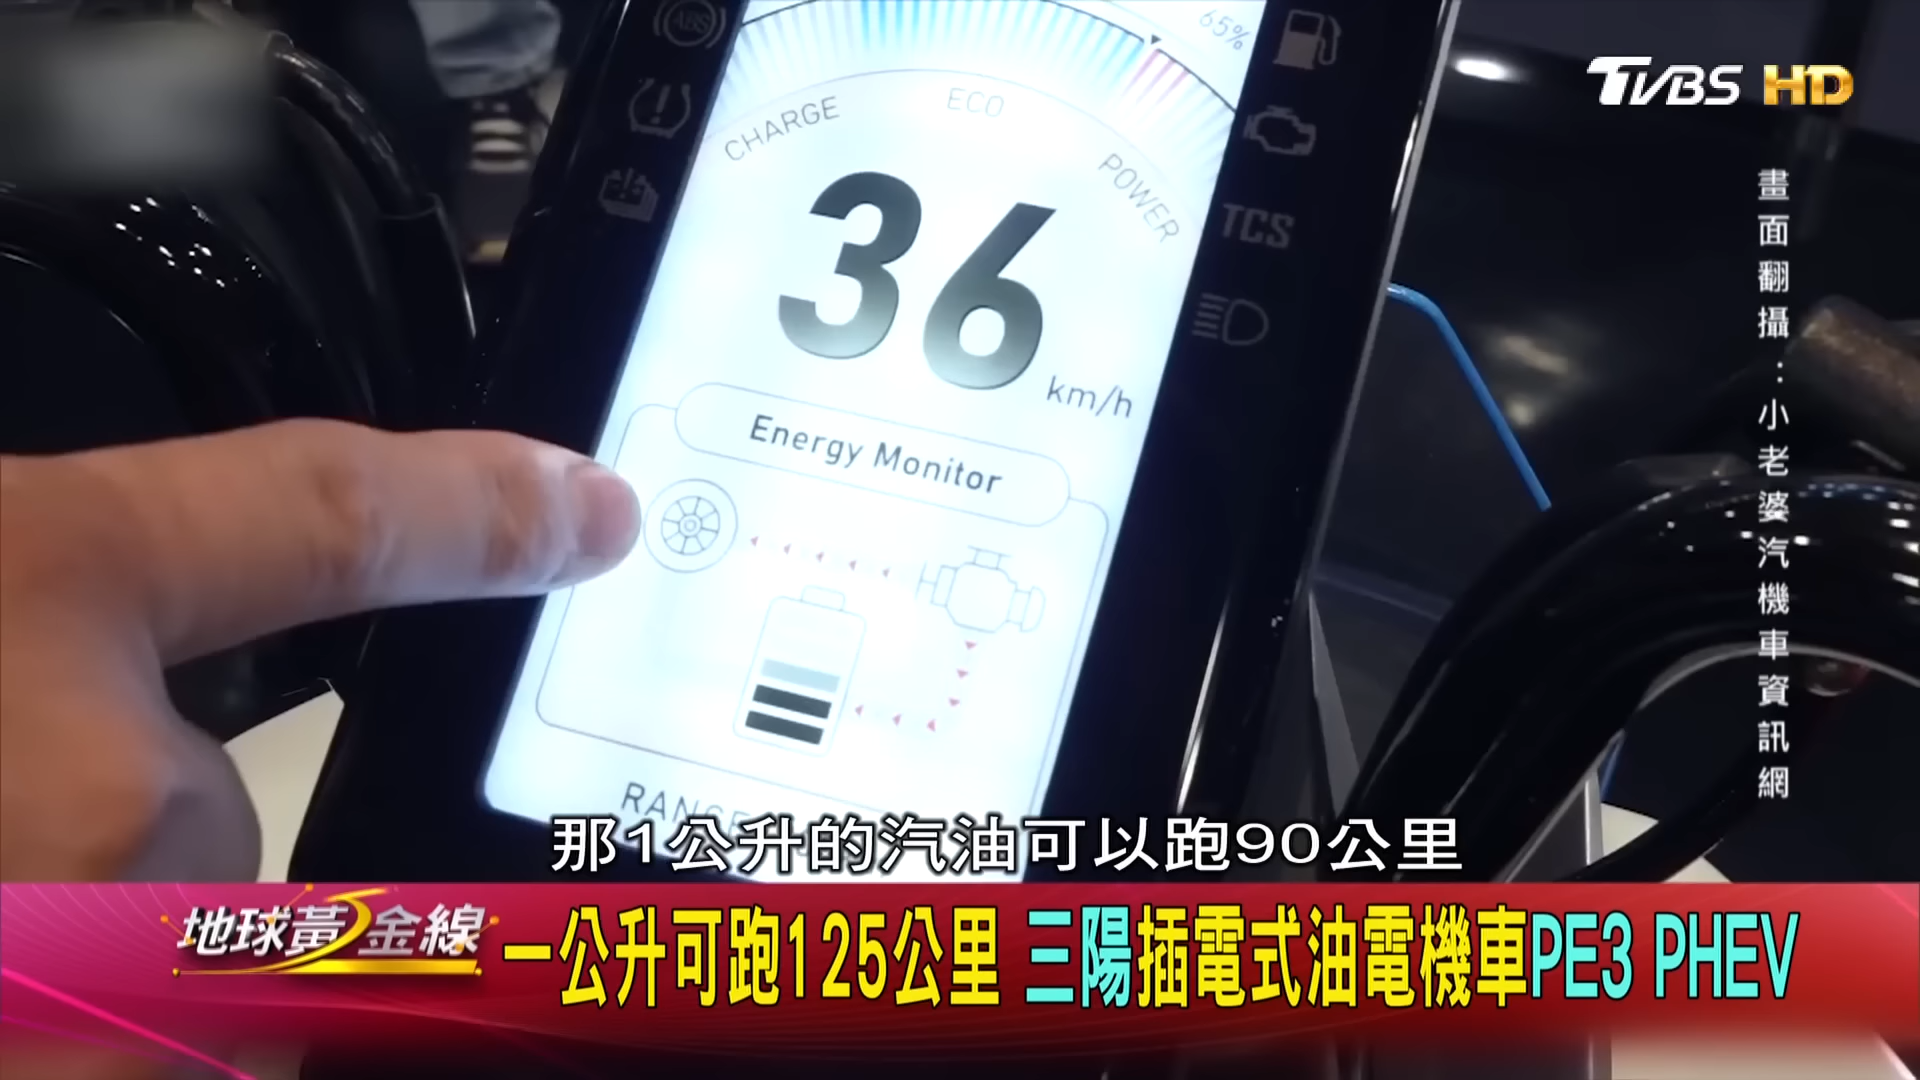 ABS
65%
TVBS HD
CHARGE
ECO
POWER
TCS
36
km/h
Energy Monitor
畫面翻攝：小老婆汽機車資訊網
那1公升的汽油可以跑90公里
地球黃金線
一公升可跑125公里 三陽插電式油電機車PE3 PHEV